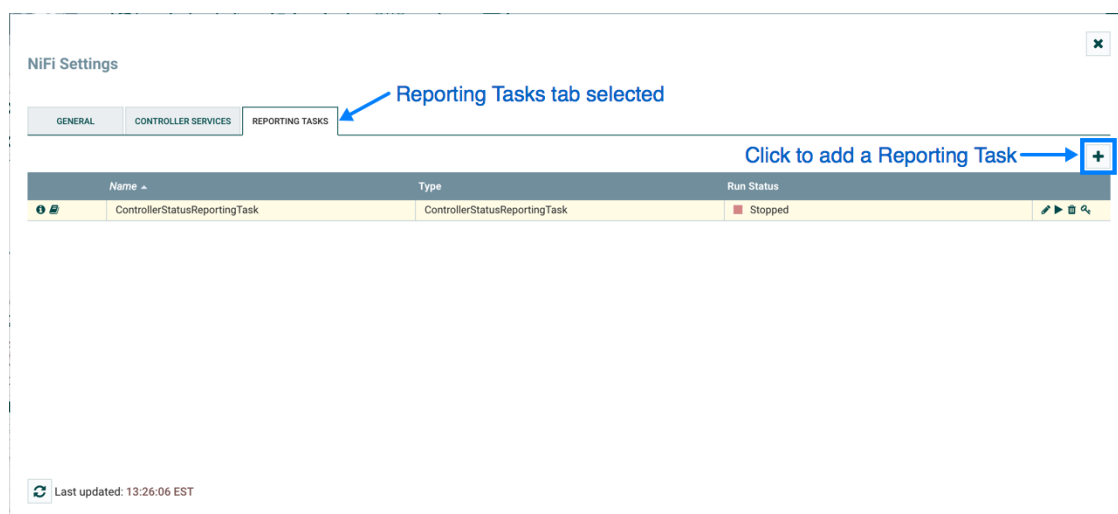 NiFi Settings
Reporting Tasks tab selected
GENERAL CONTROLLER SERVICES REPORTING TASKS
Click to add a Reporting Task
Name Type Run Status
ControllerStatusReportingTask ControllerStatusReportingTask Stopped
Last updated: 13:26:06 EST